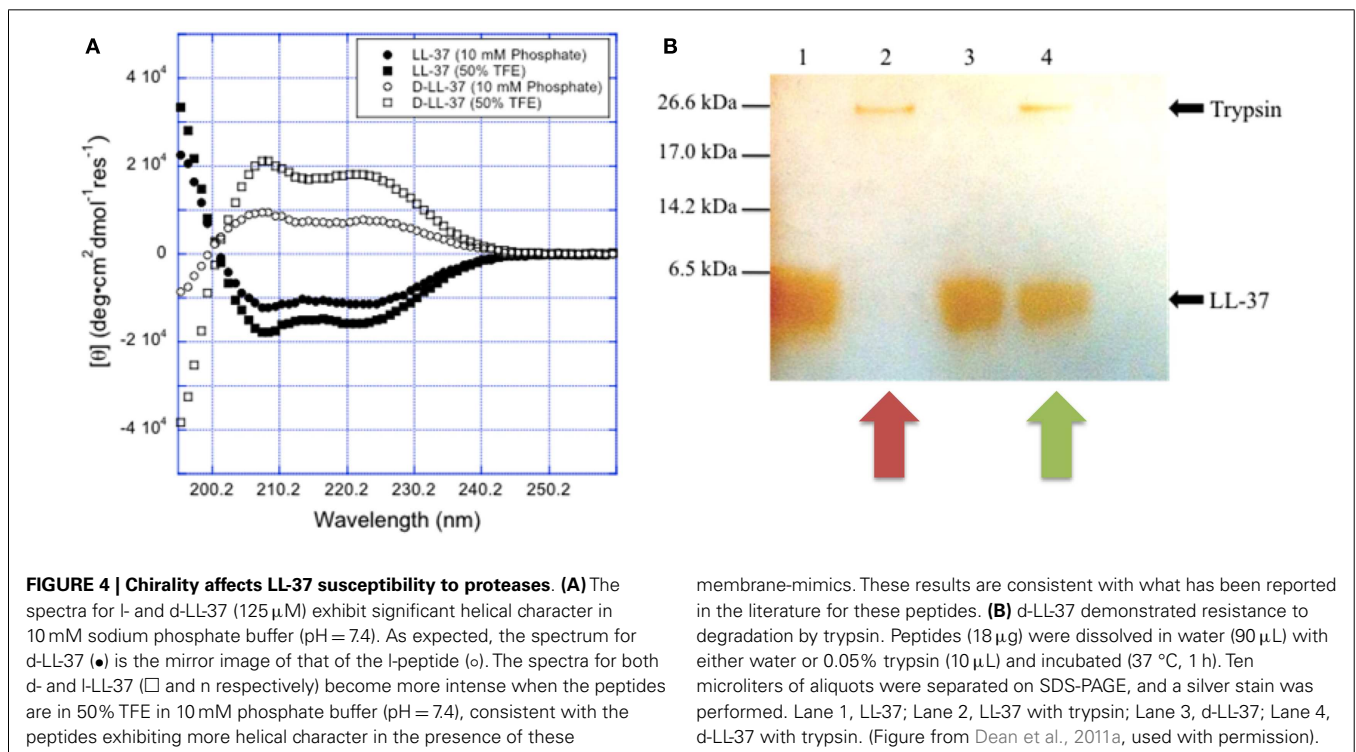 A
4 10⁴
2 10⁴
0
-2 10⁴
-4 10⁴
[θ] (deg•cm² dmol⁻¹ res⁻¹)
LL-37 (10 mM Phosphate)
LL-37 (50% TFE)
D-LL-37 (10 mM Phosphate)
D-LL-37 (50% TFE)
200.2 210.2 220.2 230.2 240.2 250.2
Wavelength (nm)
B
1 2 3 4
26.6 kDa
17.0 kDa
14.2 kDa
6.5 kDa
Trypsin
LL-37
FIGURE 4 | Chirality affects LL-37 susceptibility to proteases. (A) The
spectra for l- and d-LL-37 (125 μM) exhibit significant helical character in
10 mM sodium phosphate buffer (pH = 7.4). As expected, the spectrum for
d-LL-37 (●) is the mirror image of that of the l-peptide (○). The spectra for both
d- and l-LL-37 (□ and n respectively) become more intense when the peptides
are in 50% TFE in 10 mM phosphate buffer (pH = 7.4), consistent with the
peptides exhibiting more helical character in the presence of these
membrane-mimics. These results are consistent with what has been reported
in the literature for these peptides. (B) d-LL-37 demonstrated resistance to
degradation by trypsin. Peptides (18 μg) were dissolved in water (90 μL) with
either water or 0.05% trypsin (10 μL) and incubated (37 °C, 1 h). Ten
microliters of aliquots were separated on SDS-PAGE, and a silver stain was
performed. Lane 1, LL-37; Lane 2, LL-37 with trypsin; Lane 3, d-LL-37; Lane 4,
d-LL-37 with trypsin. (Figure from Dean et al., 2011a, used with permission).